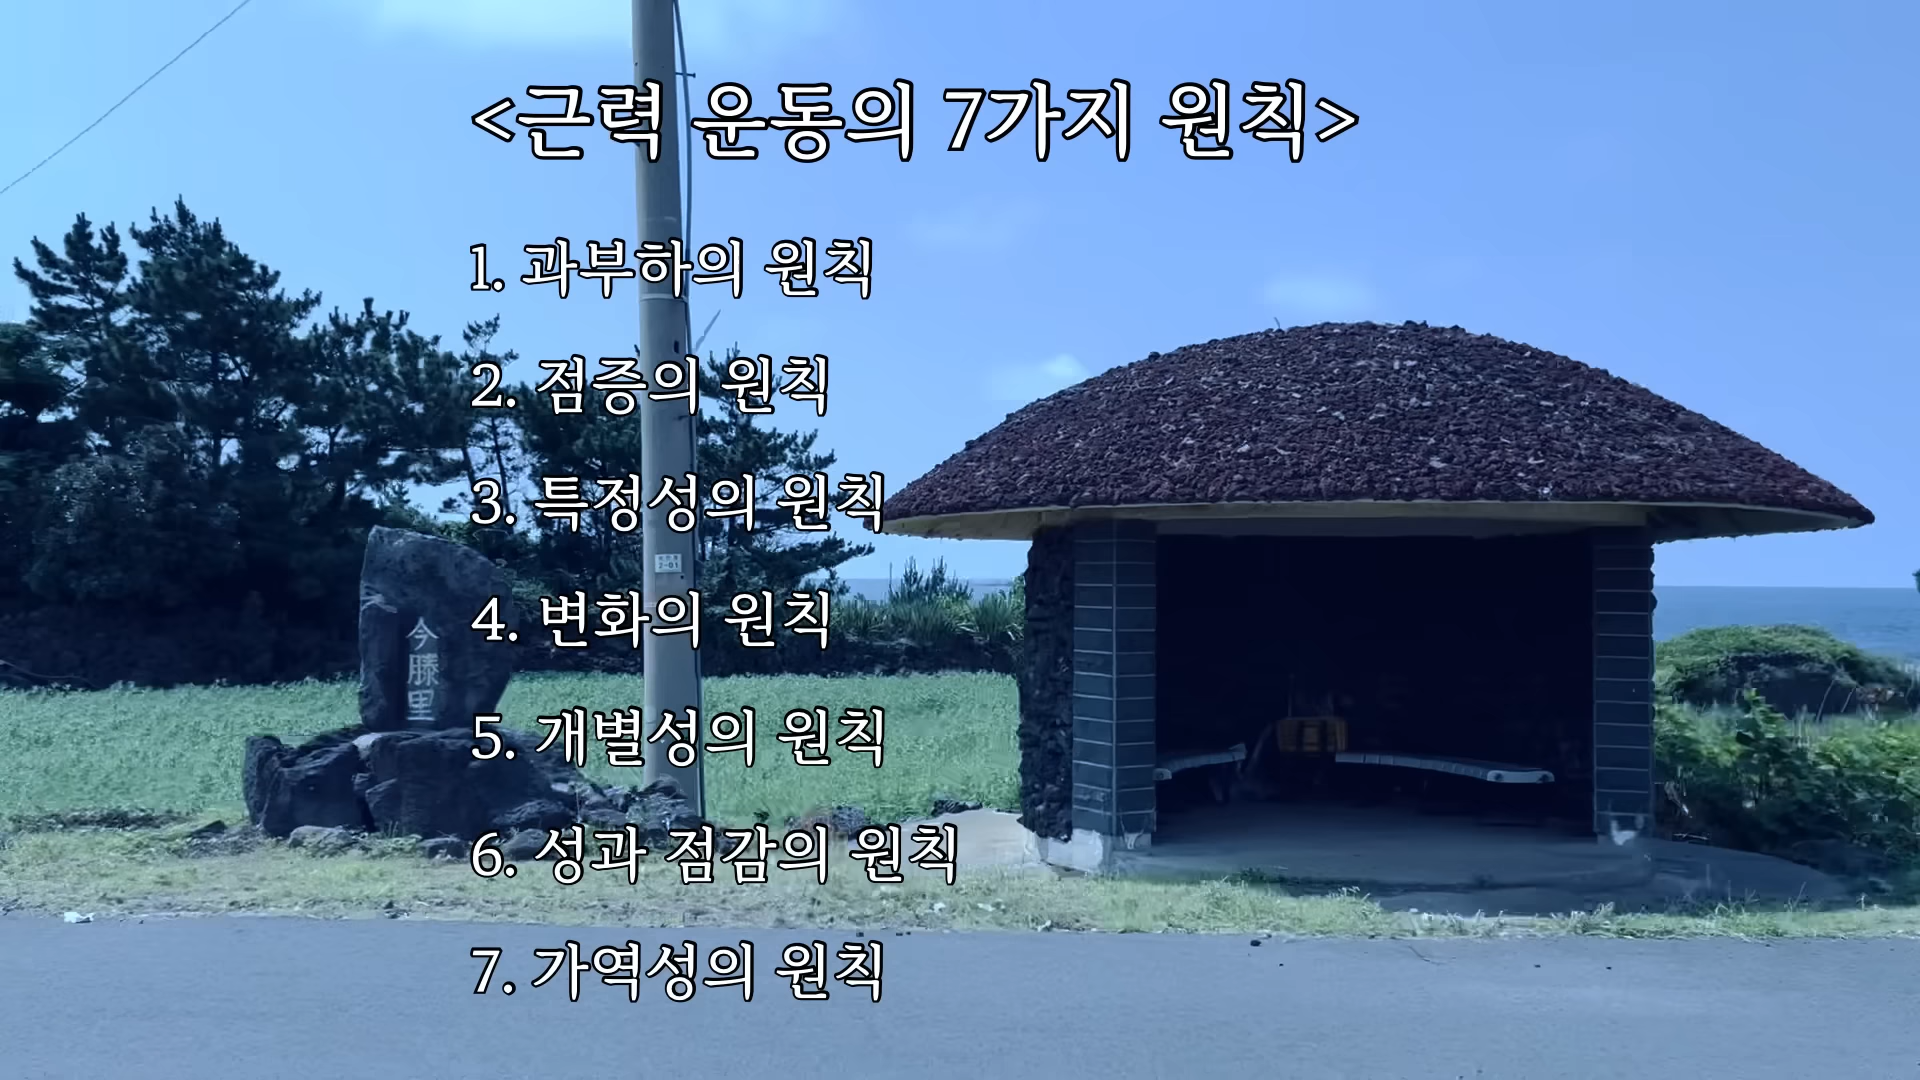 <근력 운동의 7가지 원칙>
1. 과부하의 원칙
2. 점증의 원칙
3. 특정성의 원칙
4. 변화의 원칙
5. 개별성의 원칙
6. 성과 점감의 원칙
7. 가역성의 원칙
今
滕
里